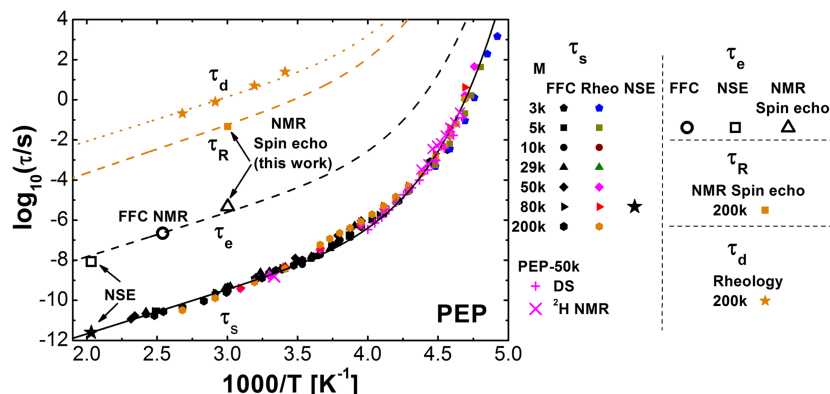 4
2
0
-2
-4
-6
-8
-10
-12
log₁₀(τ/s)
2.0 2.5 3.0 3.5 4.0 4.5 5.0
1000/T [K⁻¹]
τd
τR
NMR
Spin echo
(this work)
FFC NMR
τe
NSE
τs
PEP
τs
M FFC Rheo NSE
3k
5k
10k
29k
50k
80k
200k
PEP-50k
DS
²H NMR
τe
FFC NSE NMR
Spin echo
τR
NMR Spin echo
200k
τd
Rheology
200k